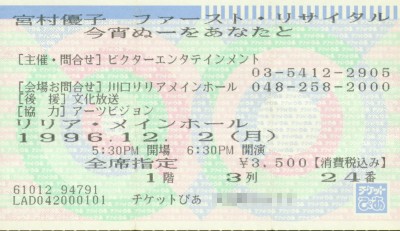 宮村優子 ファースト・リサイタル
今宵ぬーをあなたと
[主催・問合せ] ビクターエンタテインメント
03-5412-2905
[会場お問合せ] 川口リリアメインホール 048-258-2000
[後 援] 文化放送
[協 力] アーツビジョン
リリア・メインホール
1996.12. 2(月)
5:30PM 開場 6:30PM 開演
全席指定 ¥3,500【消費税込み】
1階 3列 24番
61012 94791
LAD042000101 チケットぴあ
チケットぴあ